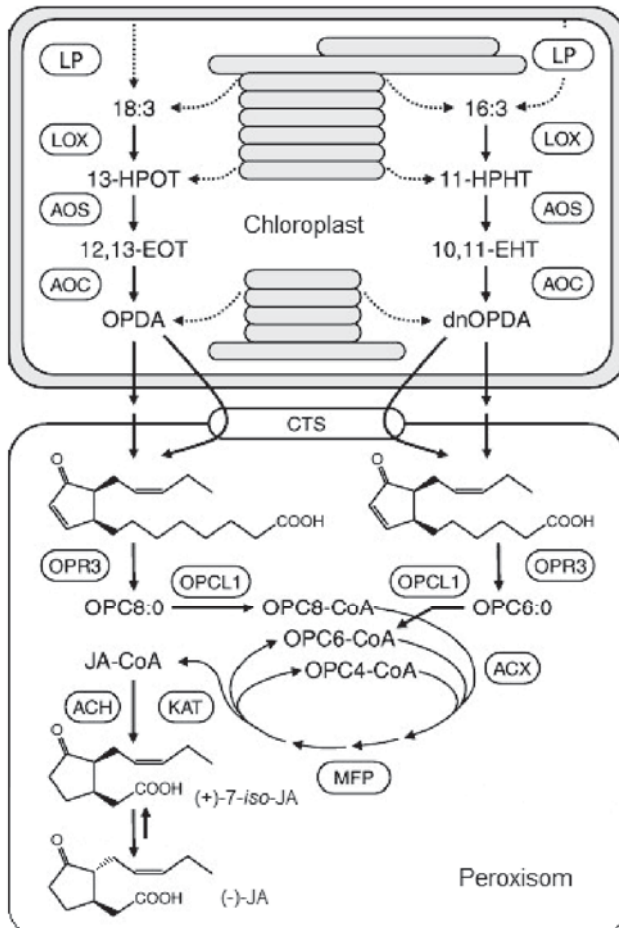 LP
LP
18:3
16:3
LOX
LOX
13-HPOT
11-HPHT
AOS
AOS
Chloroplast
12,13-EOT
10,11-EHT
AOC
AOC
OPDA
dnOPDA
CTS
O
O
COOH
COOH
OPR3
OPR3
OPCL1
OPCL1
OPC8:0
OPC8-CoA
OPC6:0
OPC6-CoA
JA-CoA
OPC4-CoA
ACX
ACH
KAT
O
MFP
COOH
(+)-7-iso-JA
O
COOH
(-)-JA
Peroxisom